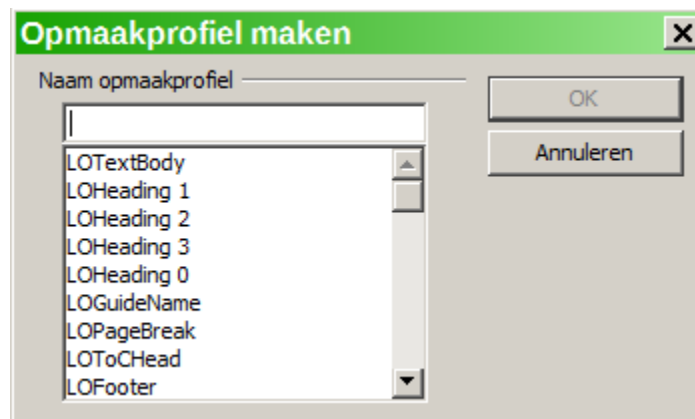 Opmaakprofiel maken
Naam opmaakprofiel
OK
Annuleren
LOTextBody
LOHeading 1
LOHeading 2
LOHeading 3
LOHeading 0
LOGuideName
LOPageBreak
LOToCHead
LOFooter